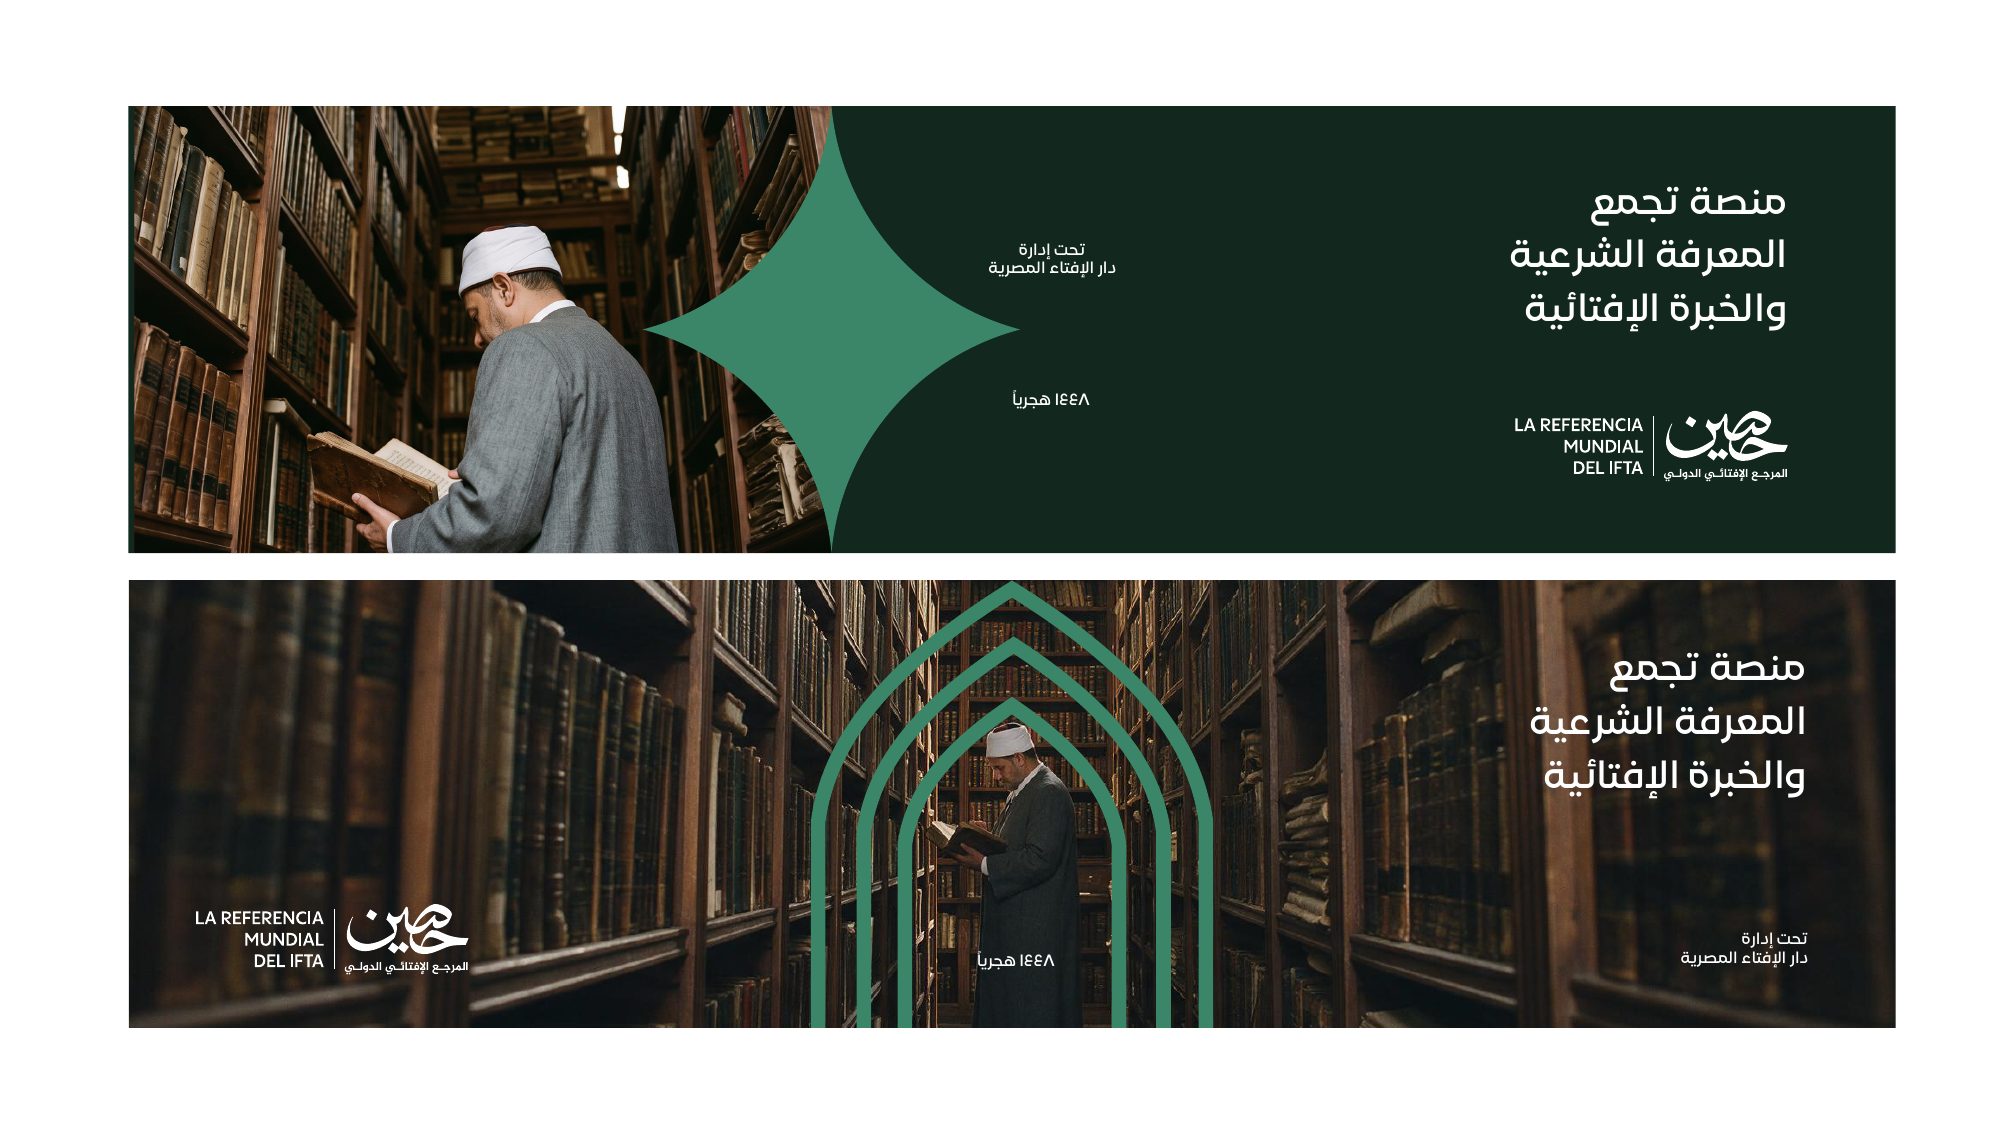 منصة تجمع
المعرفة الشرعية
والخبرة الإفتائية
تحت إدارة
دار الإفتاء المصرية
١٤٤٨ هجرياً
حصين
المرجع الإفتائي الدولي
LA REFERENCIA
MUNDIAL
DEL IFTA
منصة تجمع
المعرفة الشرعية
والخبرة الإفتائية
تحت إدارة
دار الإفتاء المصرية
١٤٤٨ هجرياً
حصين
المرجع الإفتائي الدولي
LA REFERENCIA
MUNDIAL
DEL IFTA